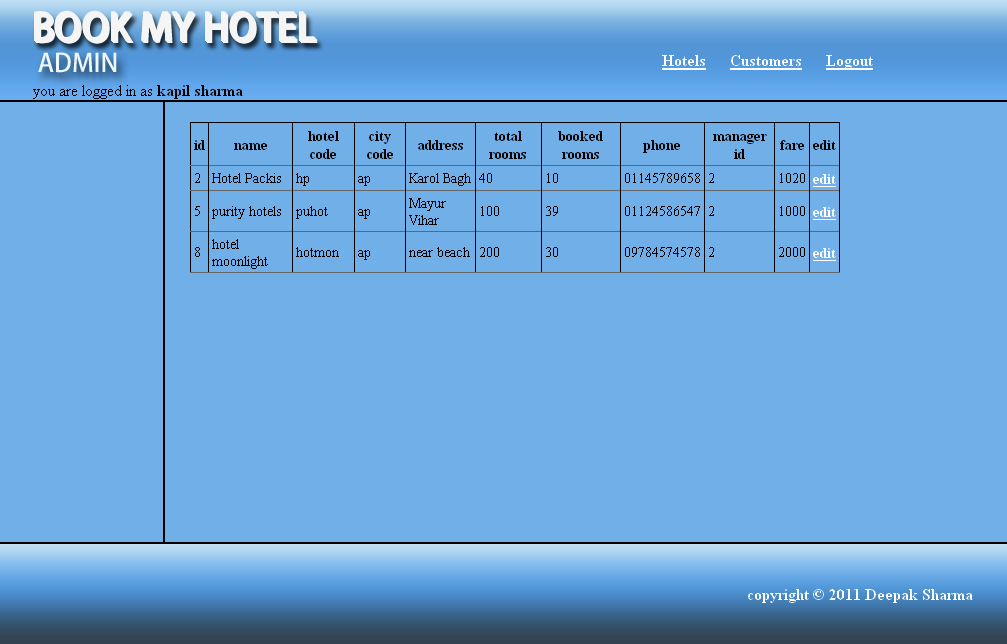 BOOK MY HOTEL
ADMIN
Hotels Customers Logout
you are logged in as kapil sharma
id name hotel code city code address total rooms booked rooms phone manager id fare edit
2 Hotel Packis hp ap Karol Bagh 40 10 01145789658 2 1020 edit
5 purity hotels puhot ap Mayur Vihar 100 39 01124586547 2 1000 edit
8 hotel moonlight hotmon ap near beach 200 30 09784574578 2 2000 edit
copyright © 2011 Deepak Sharma